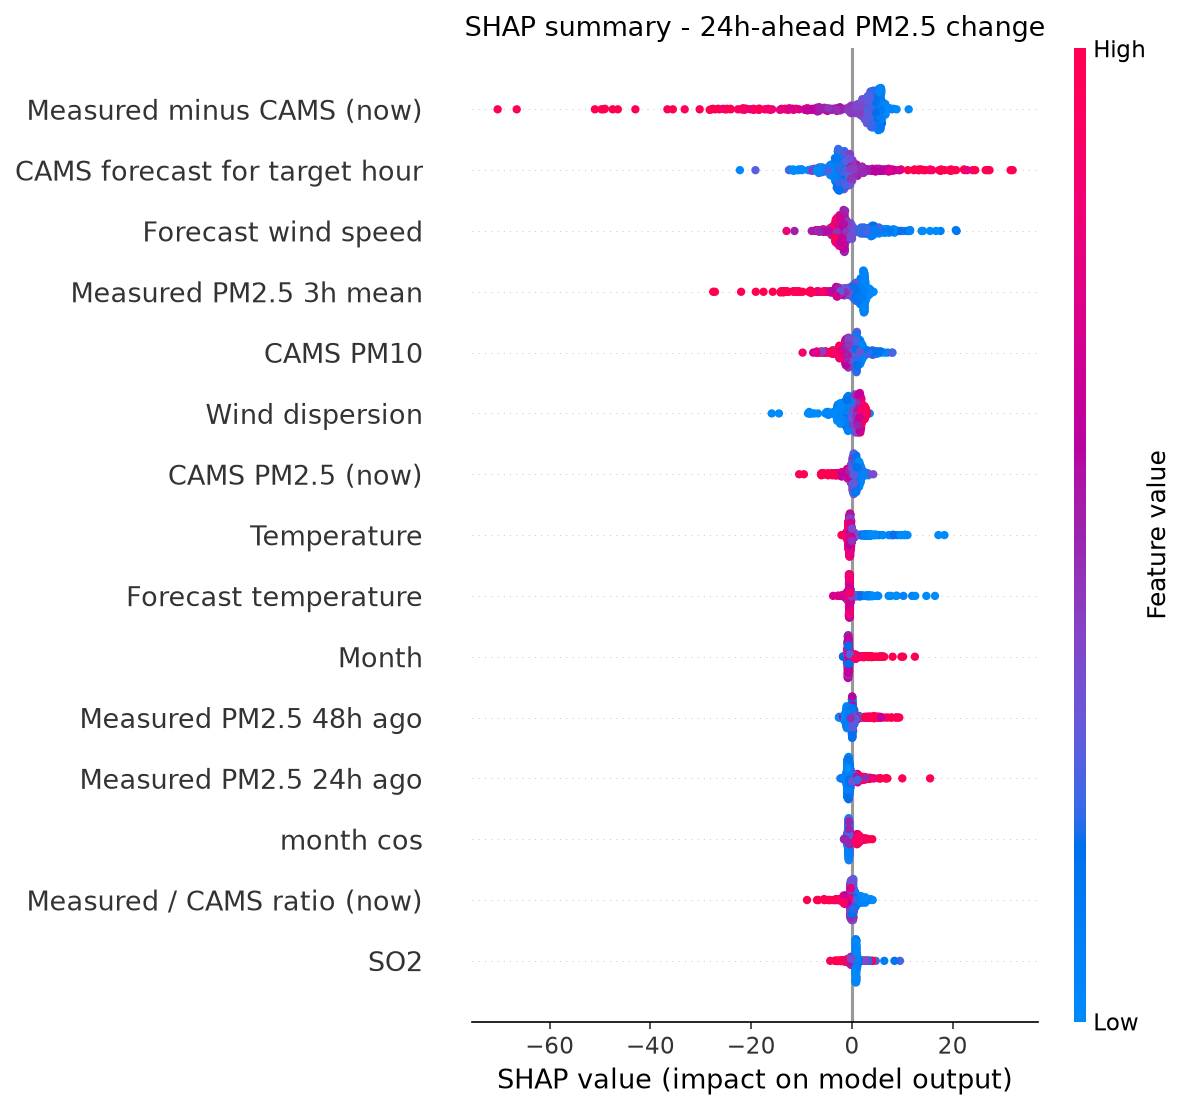 SHAP summary - 24h-ahead PM2.5 change
High
Measured minus CAMS (now)
CAMS forecast for target hour
Forecast wind speed
Measured PM2.5 3h mean
CAMS PM10
Wind dispersion
CAMS PM2.5 (now)
Temperature
Forecast temperature
Month
Measured PM2.5 48h ago
Measured PM2.5 24h ago
month cos
Measured / CAMS ratio (now)
SO2
Feature value
Low
−60 −40 −20 0 20
SHAP value (impact on model output)